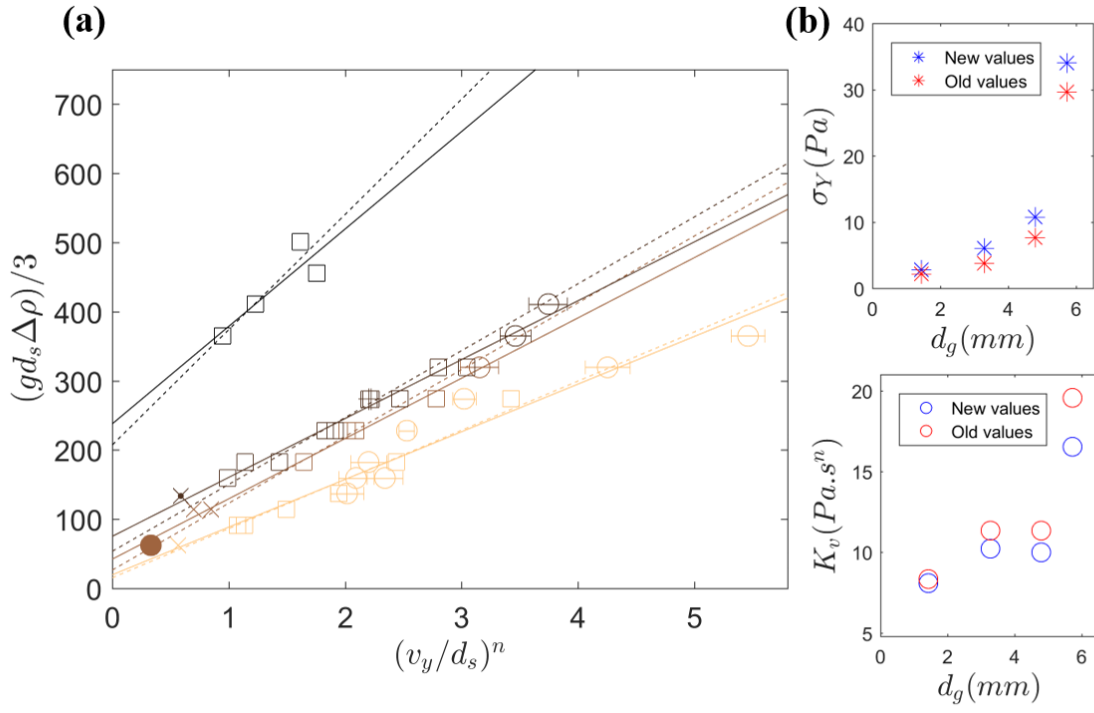 (a)
700
600
500
400
300
200
100
0
0 1 2 3 4 5
(gd_sΔρ)/3
(v_y/d_s)^n
(b)
40
30
20
10
0
0 2 4 6
σ_Y(Pa)
d_g(mm)
New values
Old values
20
15
10
5
0 2 4 6
K_v(Pa.s^n)
d_g(mm)
New values
Old values